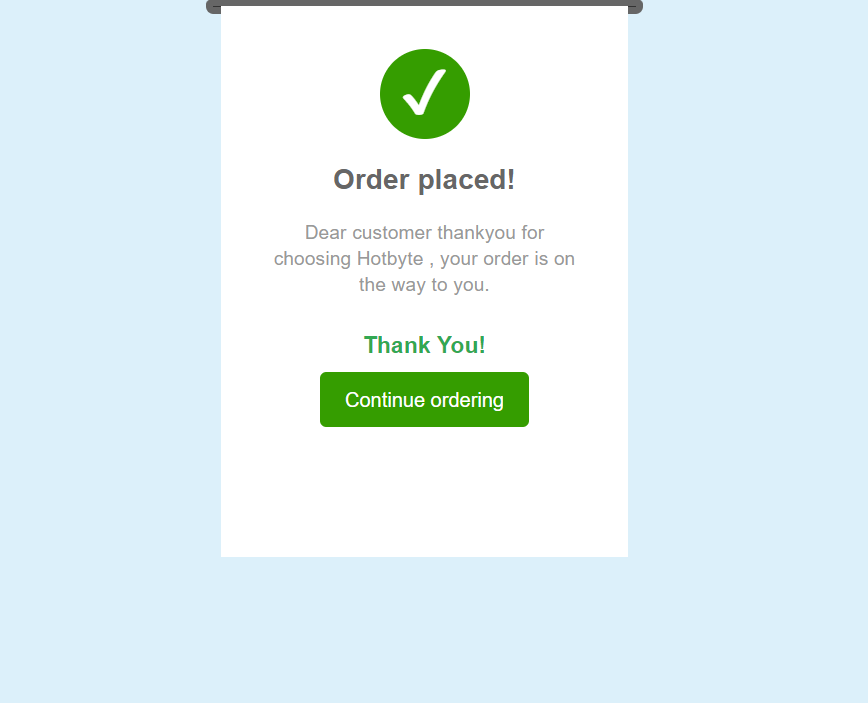 Order placed!
Dear customer thankyou for
choosing Hotbyte , your order is on
the way to you.
Thank You!
Continue ordering